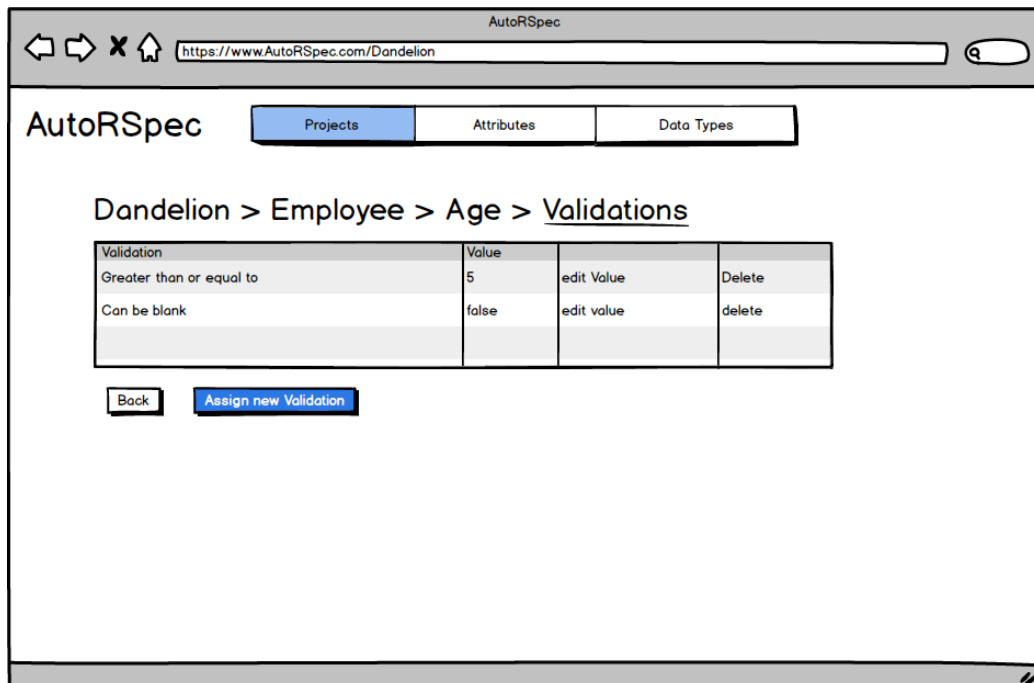 AutoRSpec
https://www.AutoRSpec.com/Dandelion
AutoRSpec
Projects Attributes Data Types
Dandelion > Employee > Age > Validations
Validation Value
Greater than or equal to 5 edit Value Delete
Can be blank false edit value delete
Back Assign new Validation